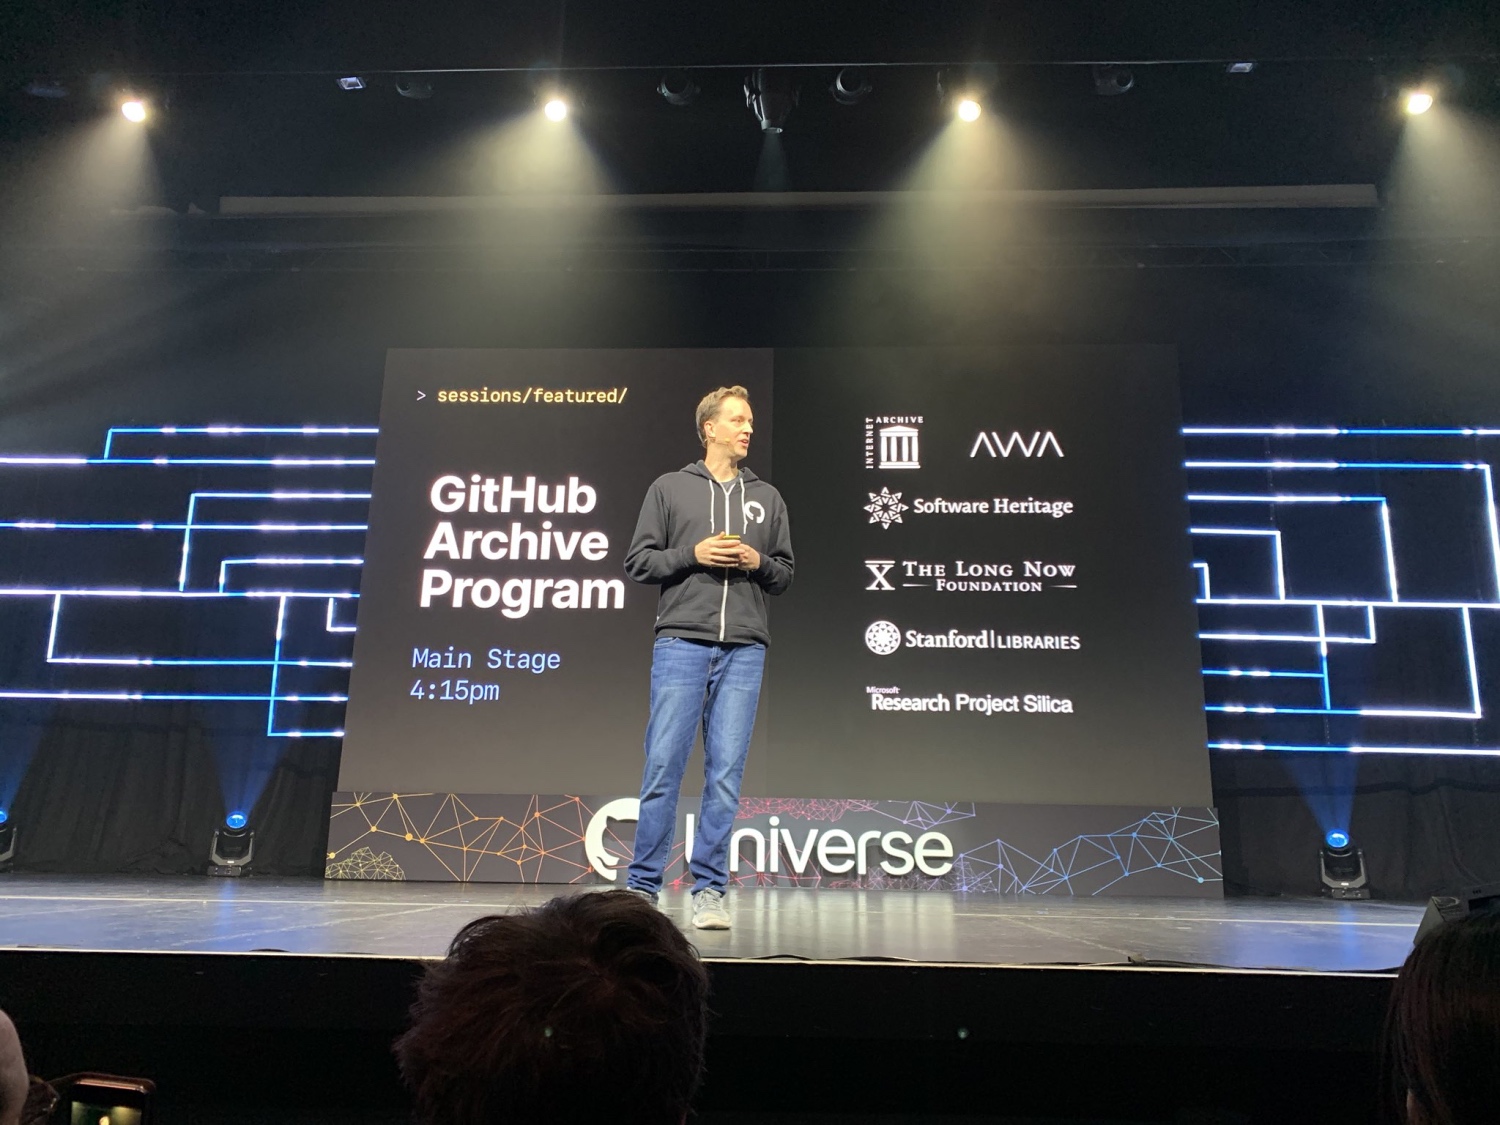 > sessions/featured/
GitHub
Archive
Program
Main Stage
4:15pm
INTERNET ARCHIVE
AWA
Software Heritage
X THE LONG NOW
FOUNDATION
Stanford|LIBRARIES
Microsoft
Research Project Silica
Universe